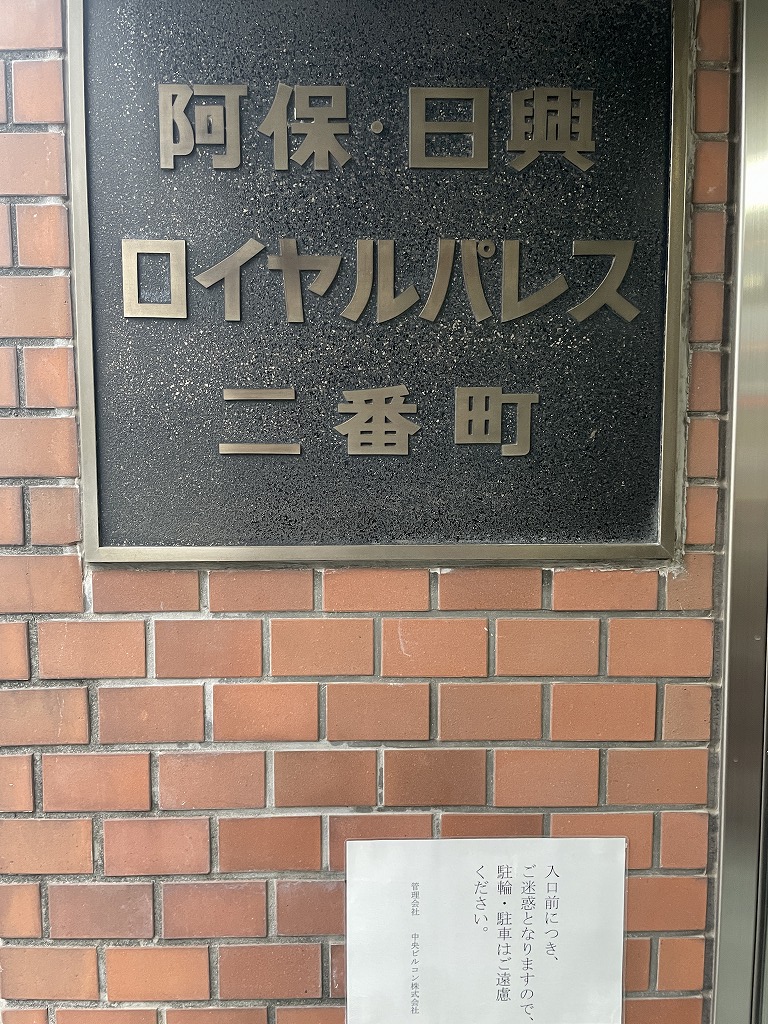 阿保・日興
ロイヤルパレス
二番町
入口前につき、
ご迷惑となりますので、
駐輪・駐車はご遠慮
ください。
管理会社　中央ビルコン株式会社